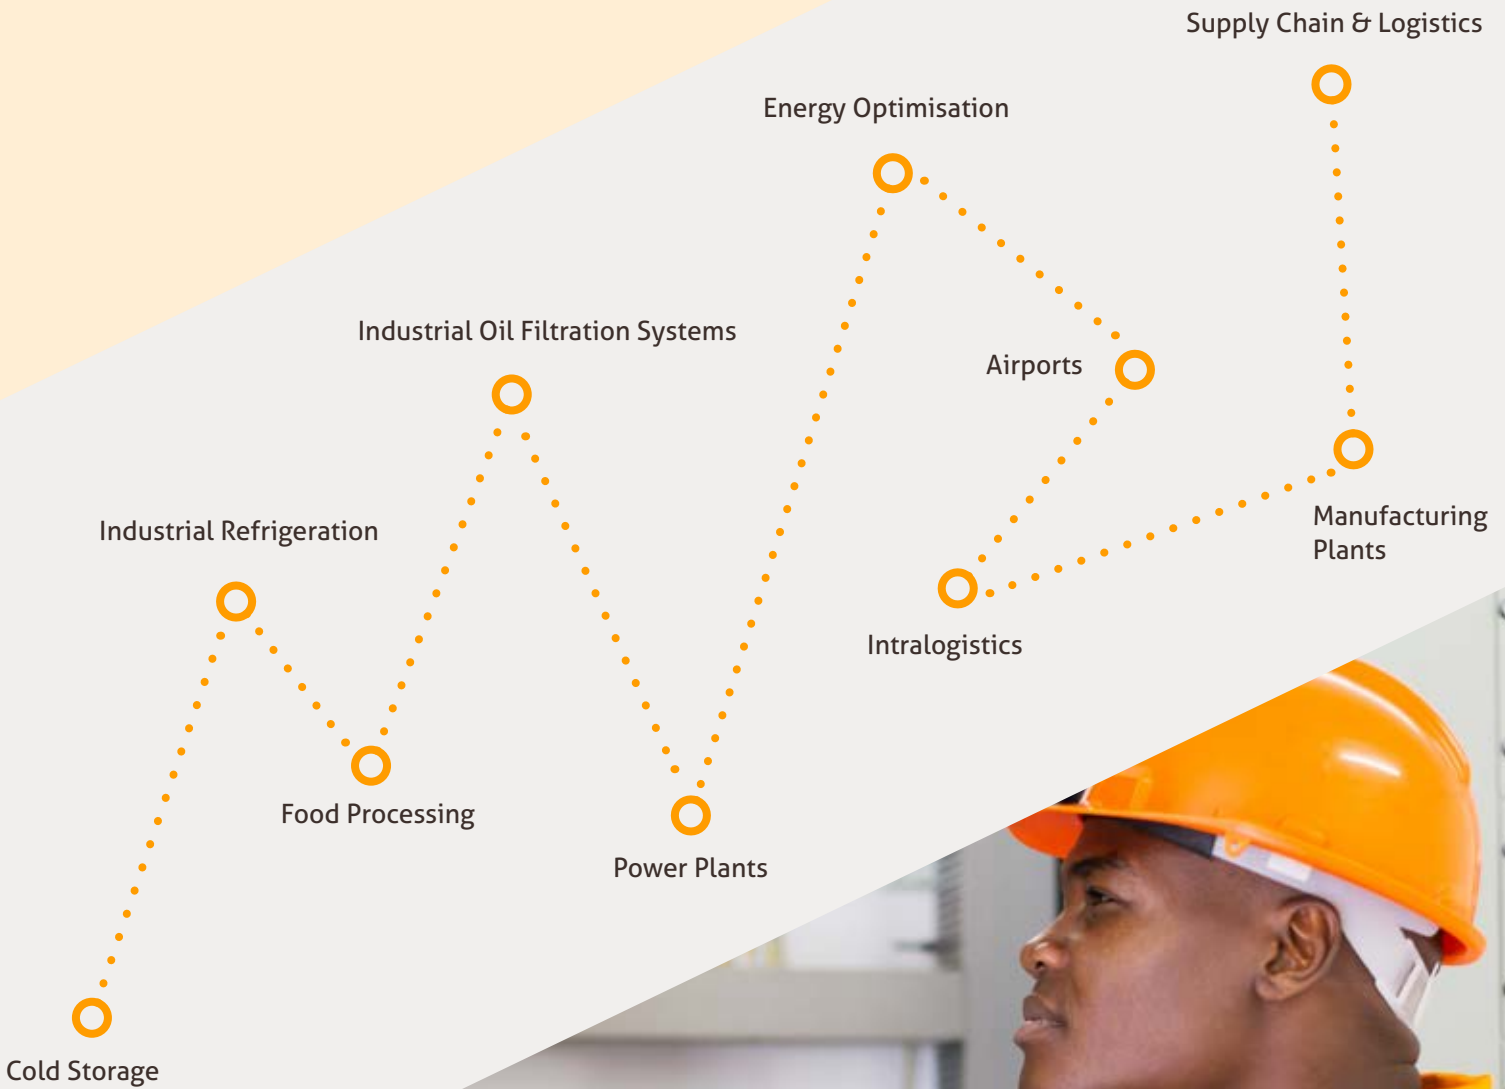 Supply Chain & Logistics
Energy Optimisation
Industrial Oil Filtration Systems
Airports
Industrial Refrigeration
Manufacturing
Plants
Intralogistics
Food Processing
Power Plants
Cold Storage